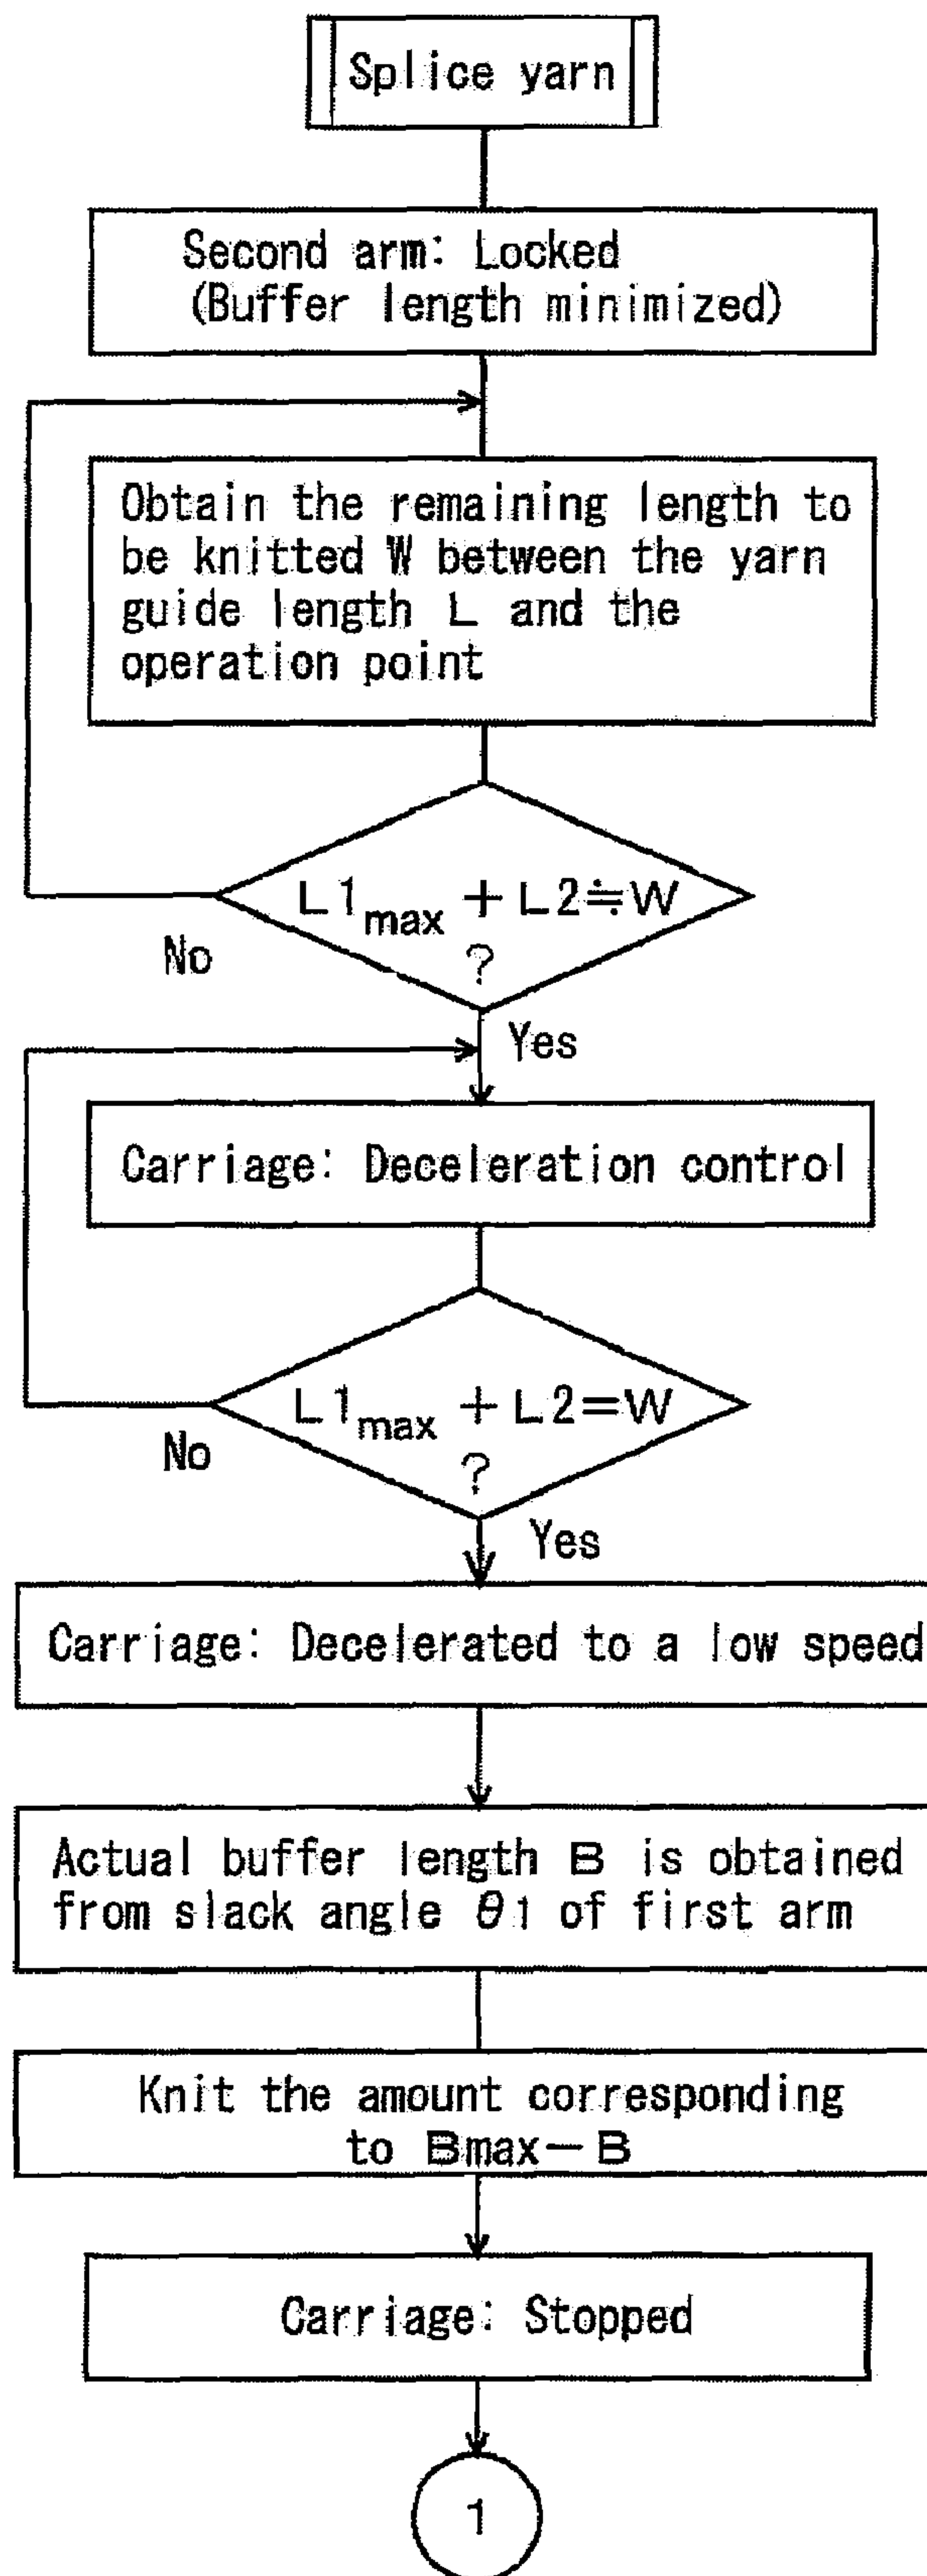 Splice yarn
Second arm: Locked
(Buffer length minimized)
Obtain the remaining length to
be knitted W between the yarn
guide length L and the
operation point
L1max + L2≒W
?
No
Yes
Carriage: Deceleration control
L1max + L2=W
?
No
Yes
Carriage: Decelerated to a low speed
Actual buffer length B is obtained
from slack angle θ1 of first arm
Knit the amount corresponding
to Bmax−B
Carriage: Stopped
1